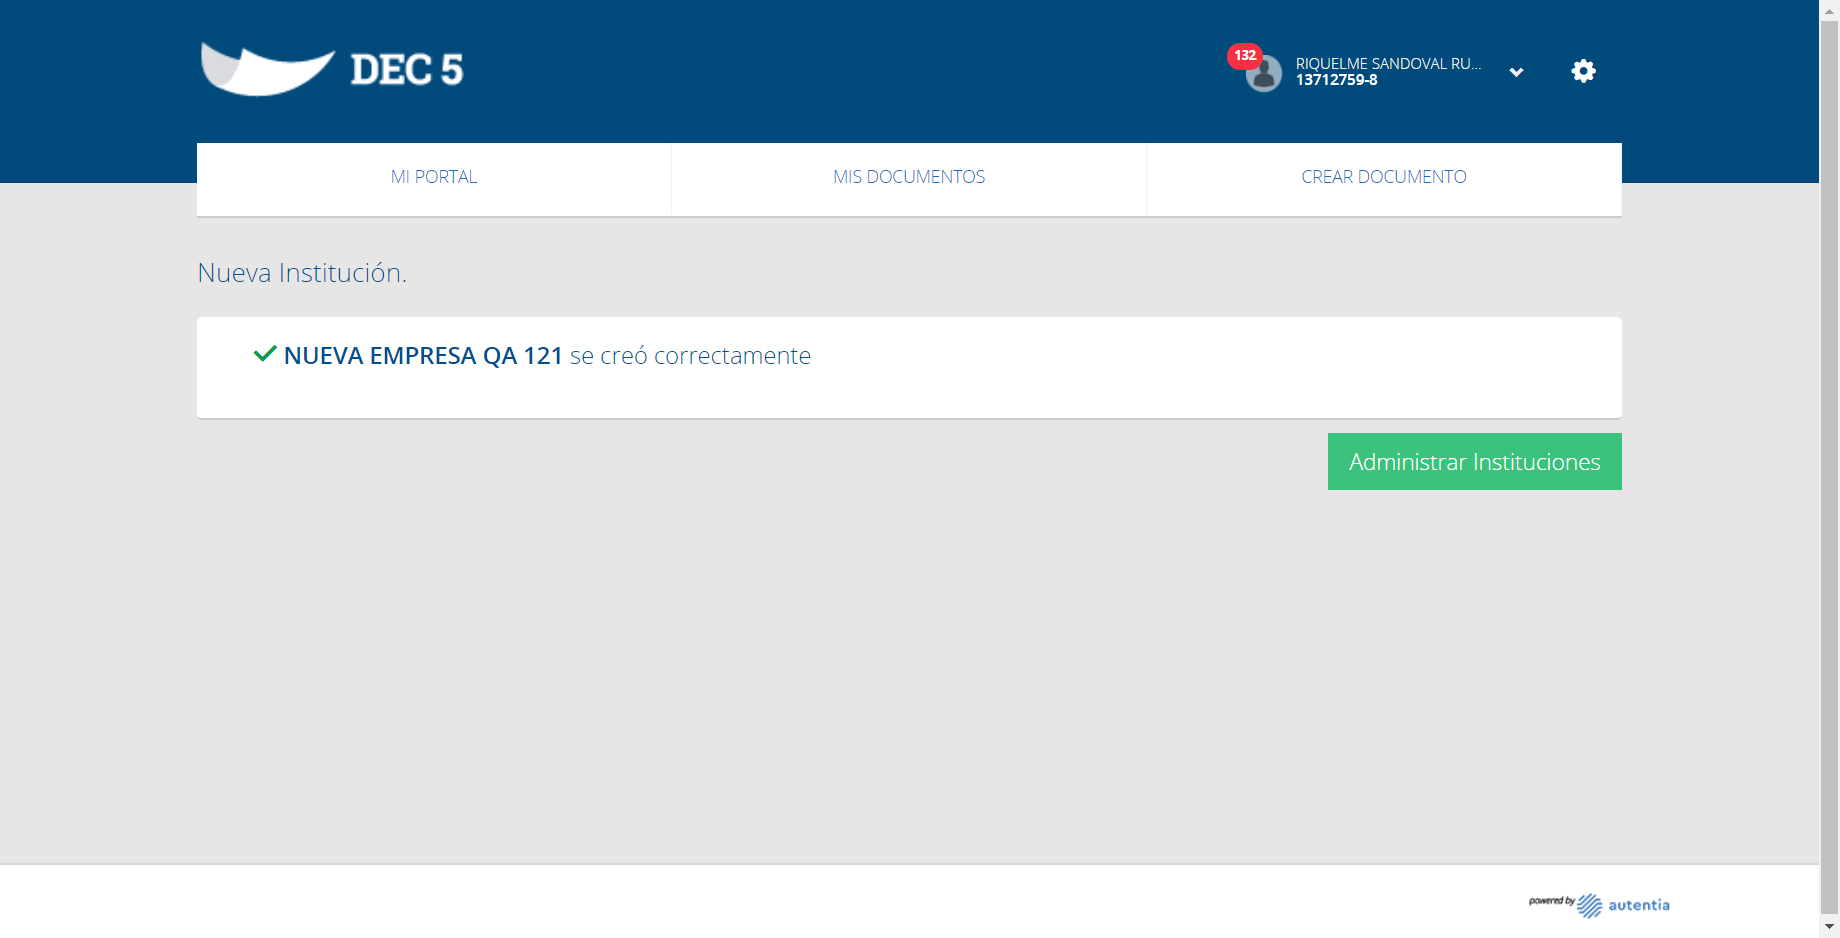 DEC 5
132
RIQUELME SANDOVAL RU...
13712759-8
MI PORTAL
MIS DOCUMENTOS
CREAR DOCUMENTO
Nueva Institución.
NUEVA EMPRESA QA 121 se creó correctamente
Administrar Instituciones
powered by autentia